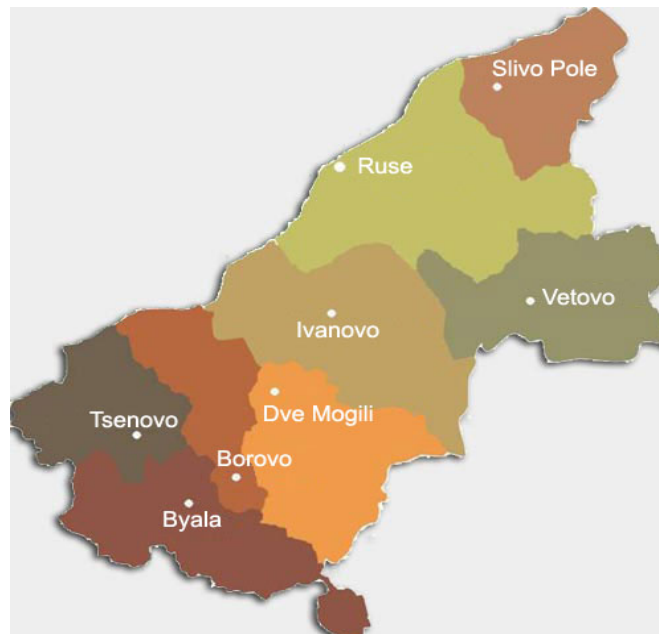 Slivo Pole
Ruse
Vetovo
Ivanovo
Dve Mogili
Tsenovo
Borovo
Byala